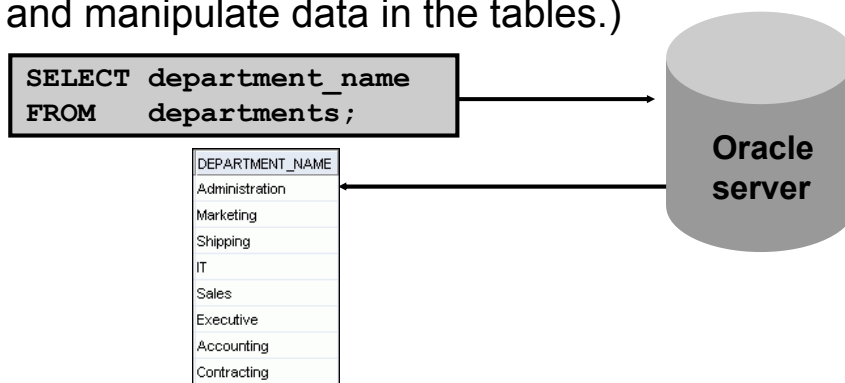 and manipulate data in the tables.)
SELECT department_name
FROM departments;
Oracle
server
DEPARTMENT_NAME
Administration
Marketing
Shipping
IT
Sales
Executive
Accounting
Contracting